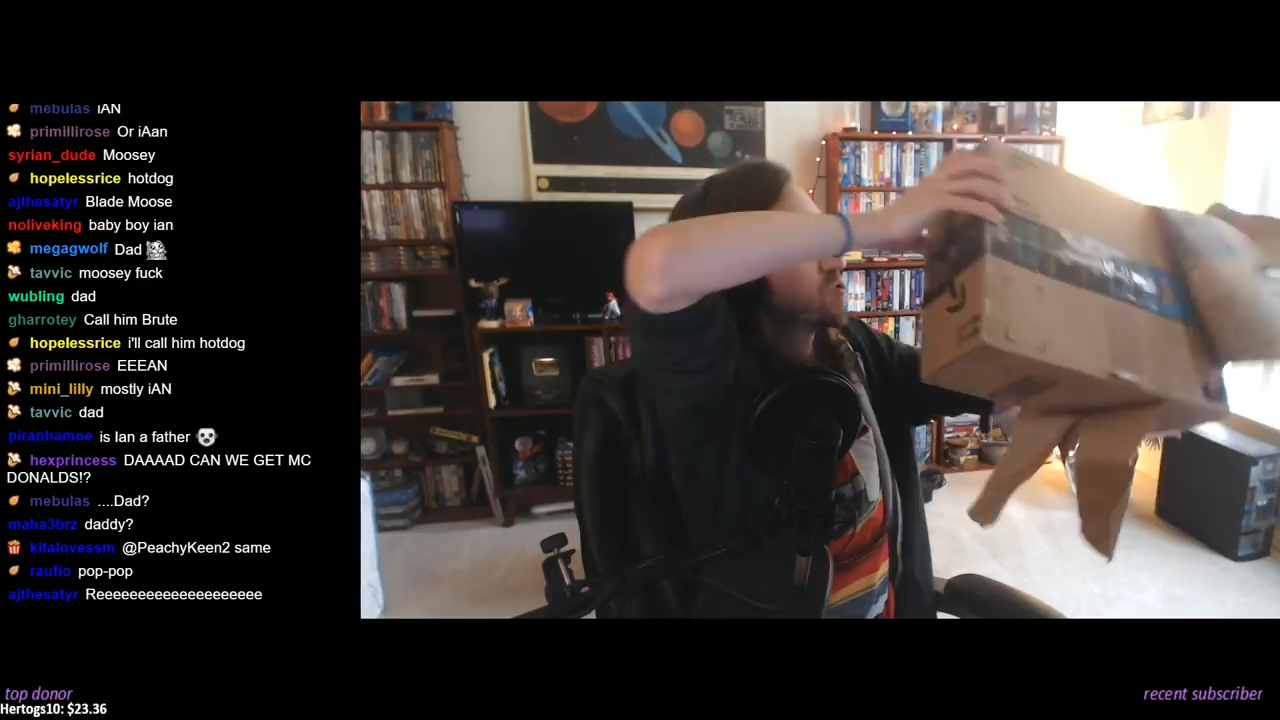 mebulas iAN
primillirose Or iAan
syrian_dude Moosey
hopelessrice hotdog
ajthesatyr Blade Moose
noliveking baby boy ian
megagwolf Dad
tavvic moosey fuck
wubling dad
gharrotey Call him Brute
hopelessrice i'll call him hotdog
primillirose EEEAN
mini_lilly mostly iAN
tavvic dad
piranhamoe is Ian a father
hexprincess DAAAAD CAN WE GET MC
DONALDS!?
mebulas ....Dad?
maha3brz daddy?
kitalovessm @PeachyKeen2 same
raufio pop-pop
ajthesatyr Reeeeeeeeeeeeeeeeeee
top donor
Hertogs10: $23.36
recent subscriber